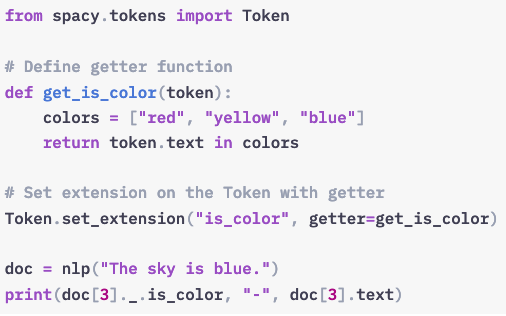 from spacy.tokens import Token
# Define getter function
def get_is_color(token):
    colors = ["red", "yellow", "blue"]
    return token.text in colors
# Set extension on the Token with getter
Token.set_extension("is_color", getter=get_is_color)
doc = nlp("The sky is blue.")
print(doc[3]._.is_color, "-", doc[3].text)